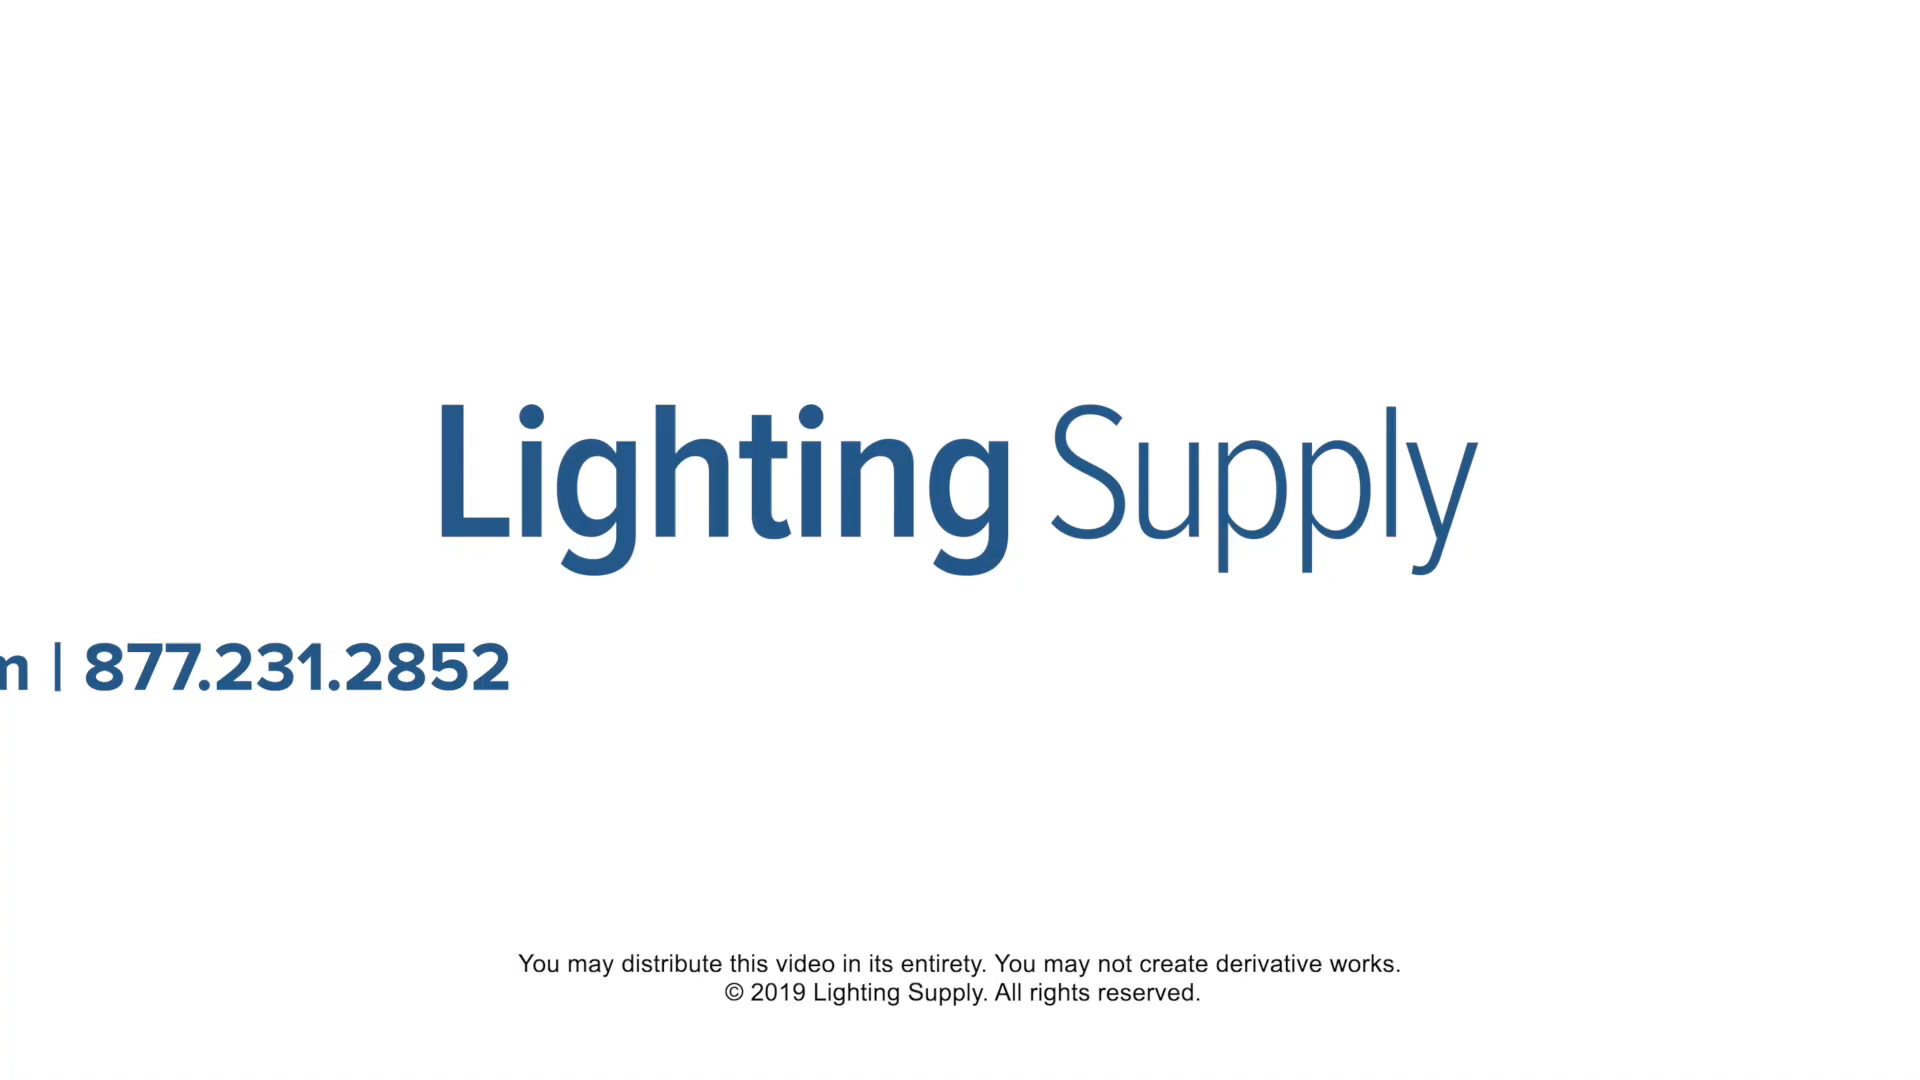 Lighting Supply
m | 877.231.2852
You may distribute this video in its entirety. You may not create derivative works.
© 2019 Lighting Supply. All rights reserved.